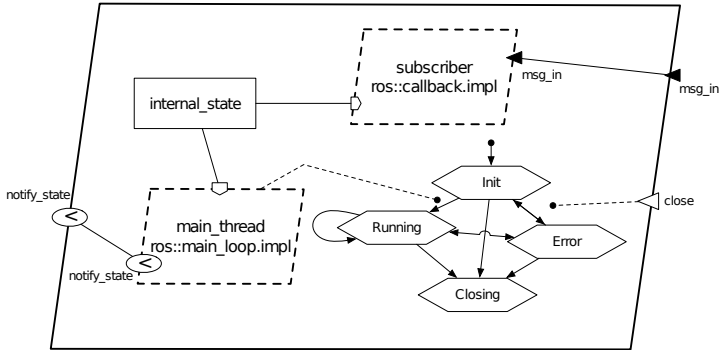 subscriber
ros::callback.impl
msg_in
msg_in
internal_state
Init
notify_state
close
main_thread
ros::main_loop.impl
Running
Error
notify_state
Closing